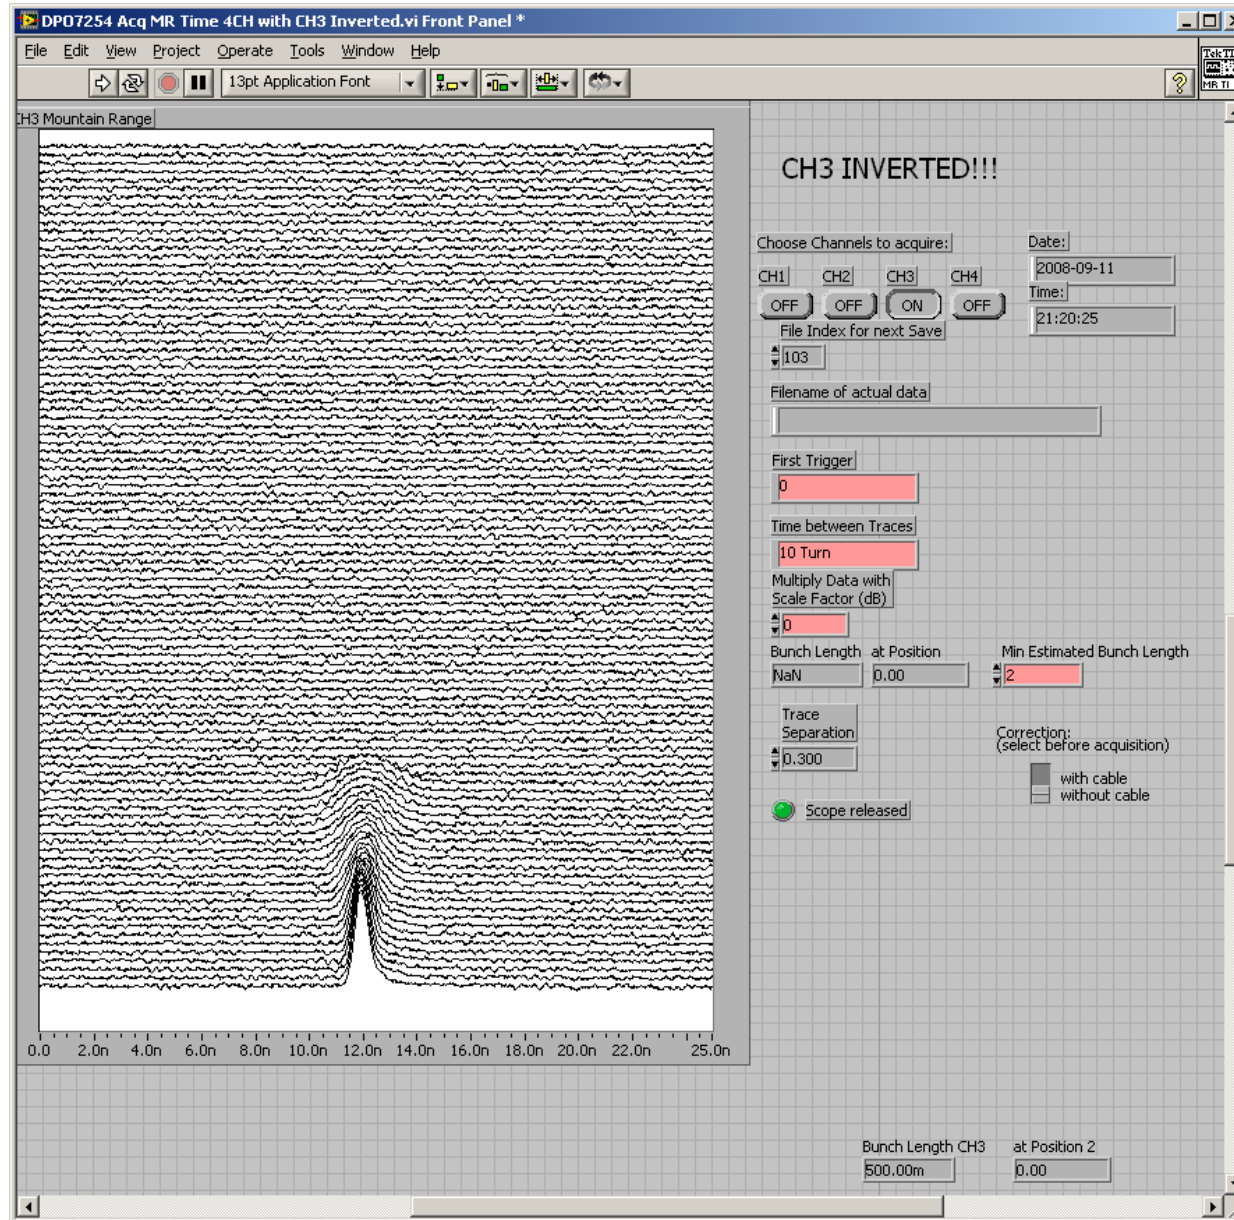 DPO7254 Acq MR Time 4CH with CH3 Inverted.vi Front Panel *
File Edit View Project Operate Tools Window Help
13pt Application Font
?
MR TI
CH3 Mountain Range
CH3 INVERTED!!!
Choose Channels to acquire:
Date:
2008-09-11
CH1 CH2 CH3 CH4
OFF OFF ON OFF
Time:
21:20:25
File Index for next Save
103
Filename of actual data
First Trigger
0
Time between Traces
10 Turn
Multiply Data with
Scale Factor (dB)
0
Bunch Length at Position Min Estimated Bunch Length
NaN 0.00 2
Trace
Separation
0.300
Correction:
(select before acquisition)
with cable
without cable
Scope released
0.0 2.0n 4.0n 6.0n 8.0n 10.0n 12.0n 14.0n 16.0n 18.0n 20.0n 22.0n 25.0n
Bunch Length CH3 at Position 2
500.00m 0.00